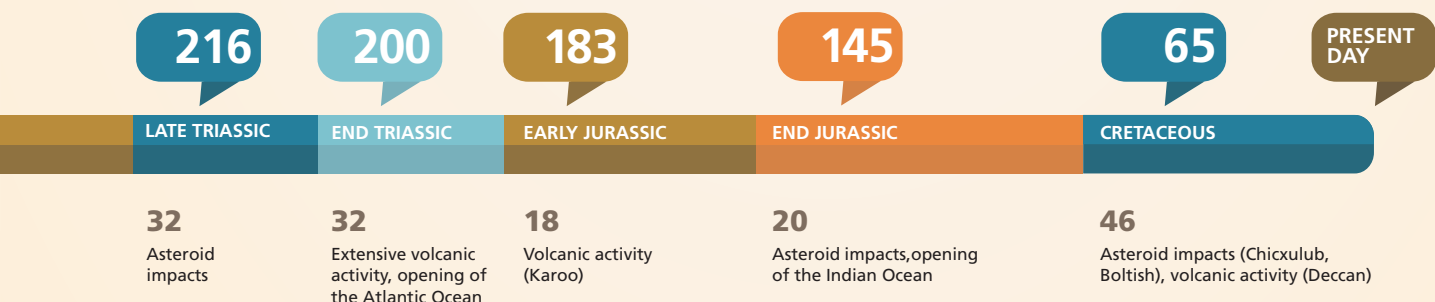 216
200
183
145
65
PRESENT
DAY
LATE TRIASSIC
END TRIASSIC
EARLY JURASSIC
END JURASSIC
CRETACEOUS
32
Asteroid
impacts
32
Extensive volcanic
activity, opening of
the Atlantic Ocean
18
Volcanic activity
(Karoo)
20
Asteroid impacts,opening
of the Indian Ocean
46
Asteroid impacts (Chicxulub,
Boltish), volcanic activity (Deccan)